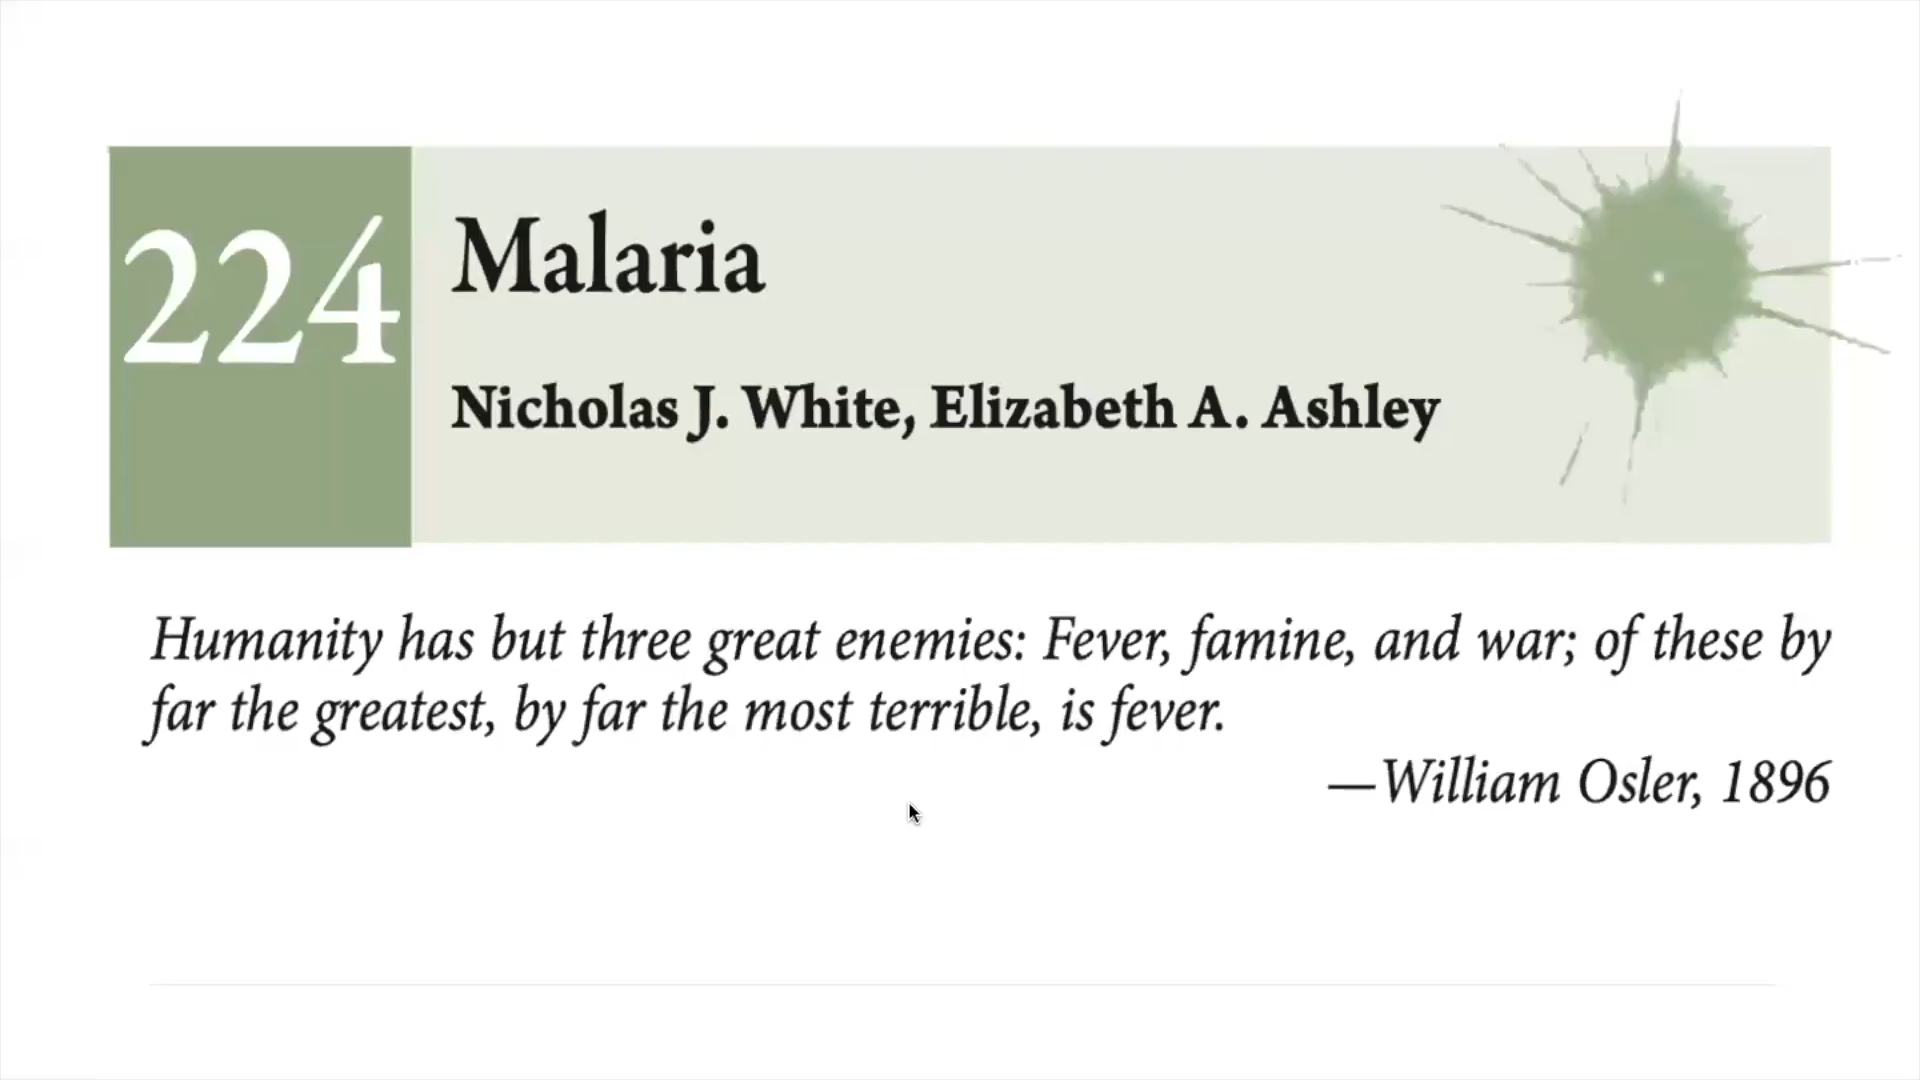 224
Malaria
Nicholas J. White, Elizabeth A. Ashley
Humanity has but three great enemies: Fever, famine, and war; of these by
far the greatest, by far the most terrible, is fever.
—William Osler, 1896